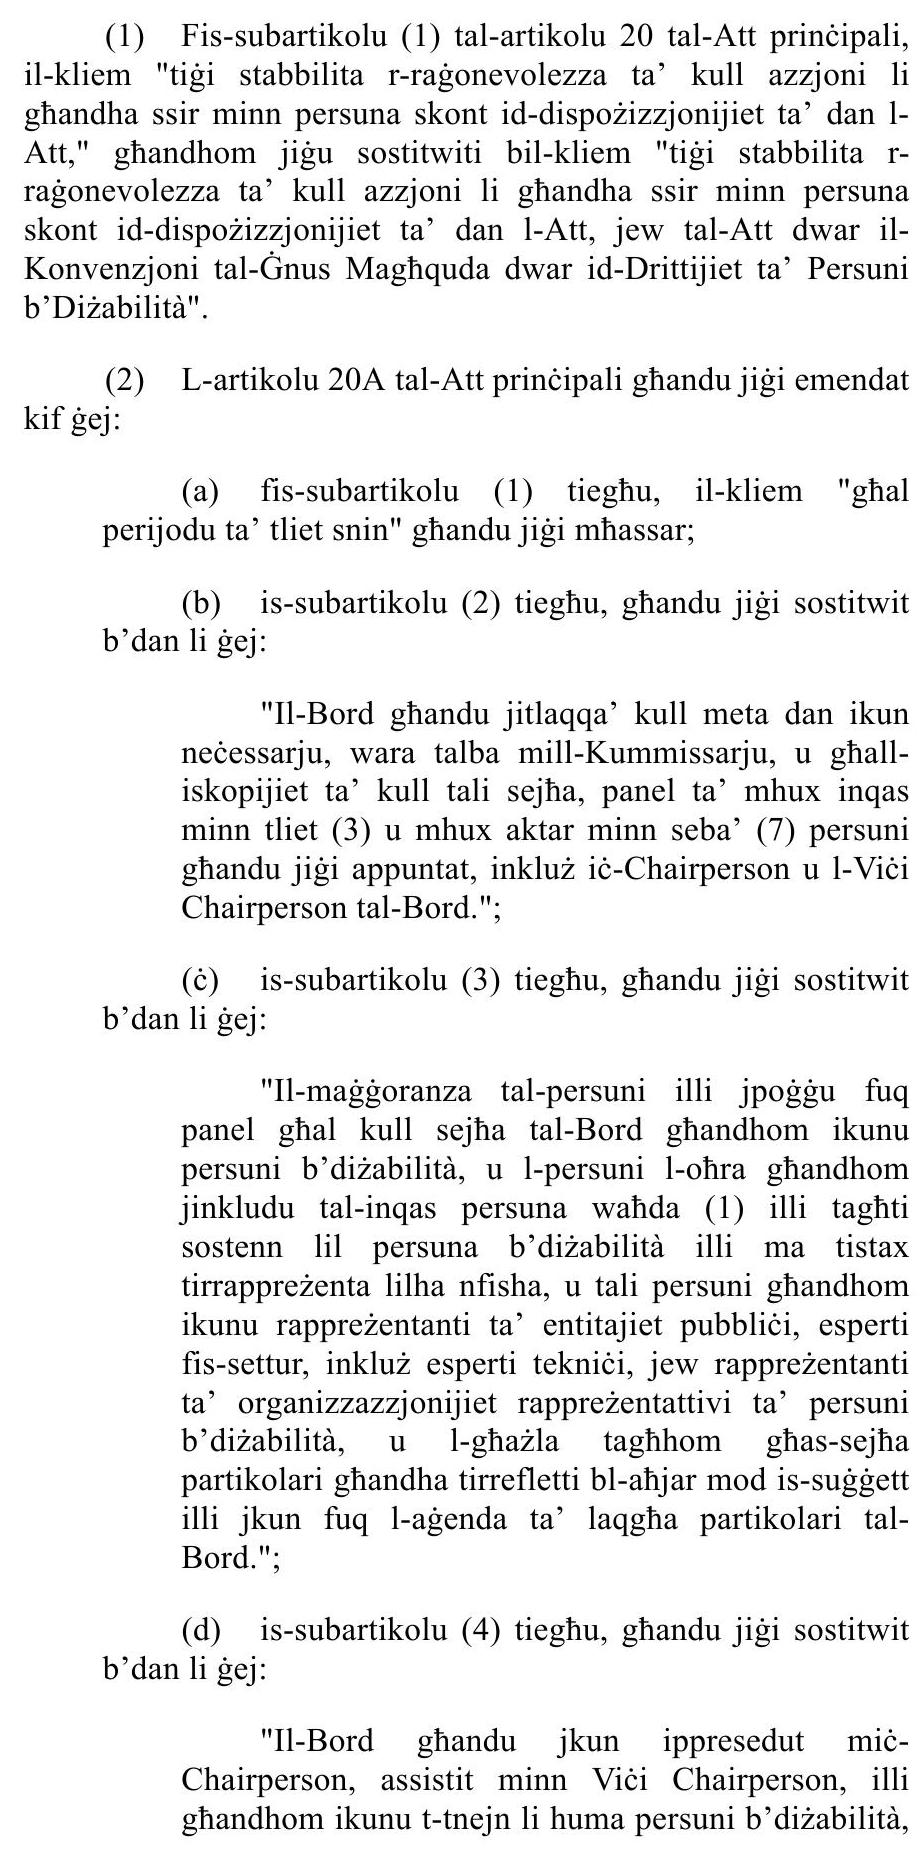 (1) Fis-subartikolu (1) tal-artikolu 20 tal-Att prinċipali,
il-kliem "tiġi stabbilita r-raġonevolezza ta’ kull azzjoni li
għandha ssir minn persuna skont id-dispożizzjonijiet ta’ dan l-
Att," għandhom jiġu sostitwiti bil-kliem "tiġi stabbilita r-
raġonevolezza ta’ kull azzjoni li għandha ssir minn persuna
skont id-dispożizzjonijiet ta’ dan l-Att, jew tal-Att dwar il-
Konvenzjoni tal-Ġnus Magħquda dwar id-Drittijiet ta’ Persuni
b’Diżabilità".
(2) L-artikolu 20A tal-Att prinċipali għandu jiġi emendat
kif ġej:
(a) fis-subartikolu (1) tiegħu, il-kliem "għal
perijodu ta’ tliet snin" għandu jiġi mħassar;
(b) is-subartikolu (2) tiegħu, għandu jiġi sostitwit
b’dan li ġej:
"Il-Bord għandu jitlaqqa’ kull meta dan ikun
neċessarju, wara talba mill-Kummissarju, u għall-
iskopijiet ta’ kull tali sejħa, panel ta’ mhux inqas
minn tliet (3) u mhux aktar minn seba’ (7) persuni
għandu jiġi appuntat, inkluż iċ-Chairperson u l-Viċi
Chairperson tal-Bord.";
(ċ) is-subartikolu (3) tiegħu, għandu jiġi sostitwit
b’dan li ġej:
"Il-maġġoranza tal-persuni illi jpoġġu fuq
panel għal kull sejħa tal-Bord għandhom ikunu
persuni b’diżabilità, u l-persuni l-oħra għandhom
jinkludu tal-inqas persuna waħda (1) illi tagħti
sostenn lil persuna b’diżabilità illi ma tistax
tirrappreżenta lilha nfisha, u tali persuni għandhom
ikunu rappreżentanti ta’ entitajiet pubbliċi, esperti
fis-settur, inkluż esperti tekniċi, jew rappreżentanti
ta’ organizzazzjonijiet rappreżentattivi ta’ persuni
b’diżabilità, u l-għażla tagħhom għas-sejħa
partikolari għandha tirrefletti bl-aħjar mod is-suġġett
illi jkun fuq l-aġenda ta’ laqgħa partikolari tal-
Bord.";
(d) is-subartikolu (4) tiegħu, għandu jiġi sostitwit
b’dan li ġej:
"Il-Bord għandu jkun ippresedut miċ-
Chairperson, assistit minn Viċi Chairperson, illi
għandhom ikunu t-tnejn li huma persuni b’diżabilità,